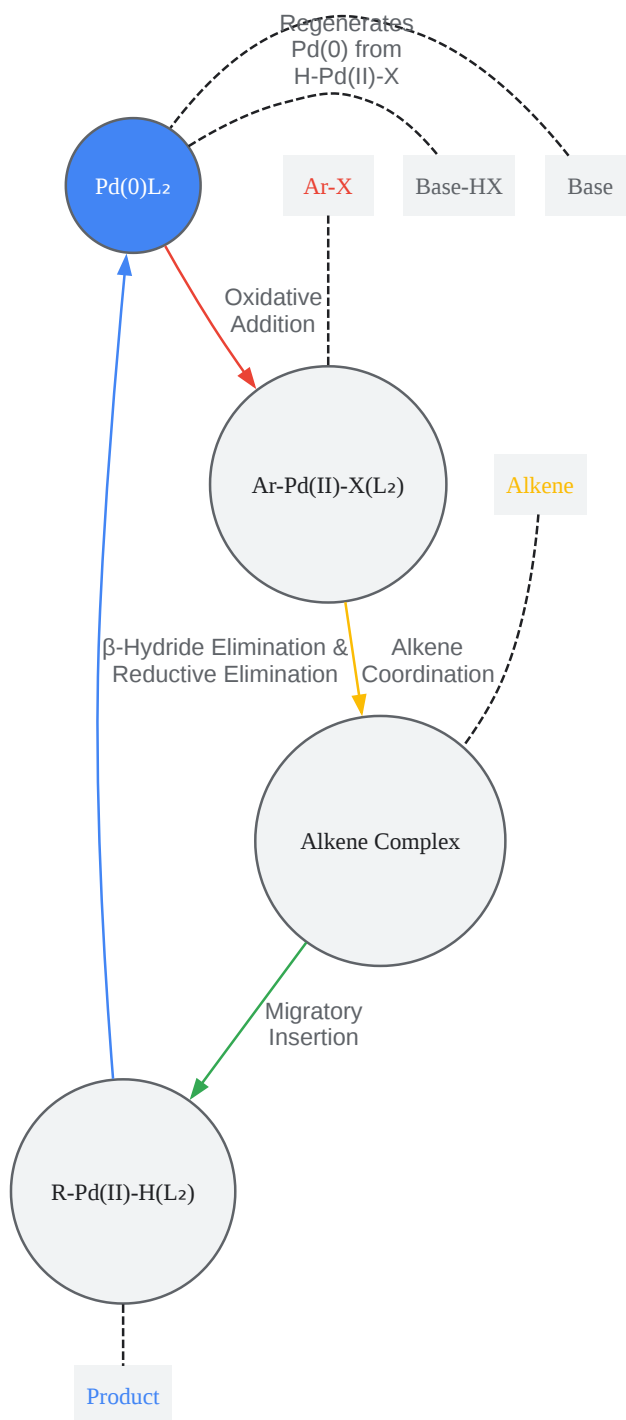 Regenerates
Pd(0) from
H-Pd(II)-X
Pd(0)L₂
Ar-X
Base-HX
Base
Oxidative
Addition
Ar-Pd(II)-X(L₂)
Alkene
β-Hydride Elimination &
Reductive Elimination
Alkene
Coordination
Alkene Complex
Migratory
Insertion
R-Pd(II)-H(L₂)
Product